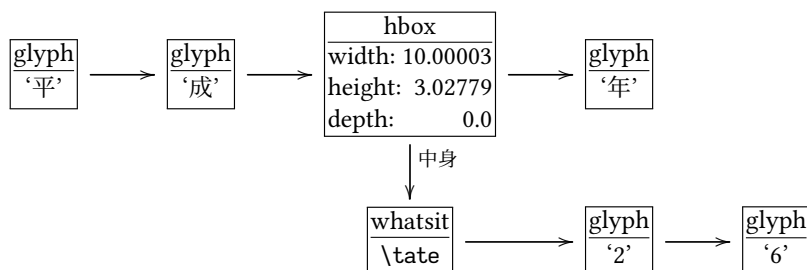 glyph
‘平’
glyph
‘成’
hbox
width: 10.00003
height: 3.02779
depth: 0.0
glyph
‘年’
中身
whatsit
\tate
glyph
‘2’
glyph
‘6’